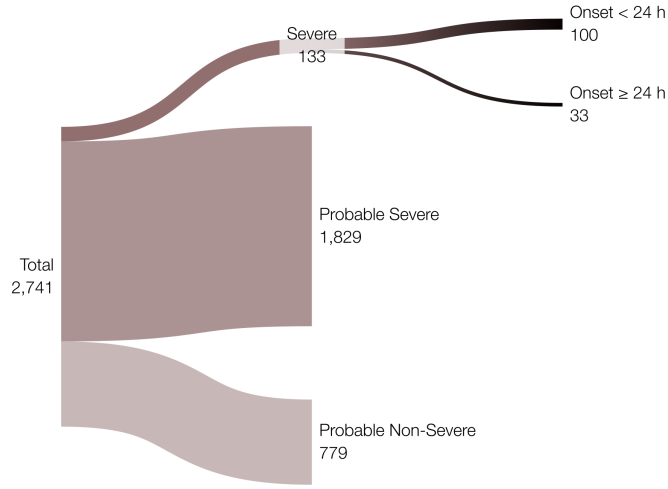 Onset < 24 h
100
Severe
133
Onset ≥ 24 h
33
Probable Severe
1,829
Total
2,741
Probable Non-Severe
779